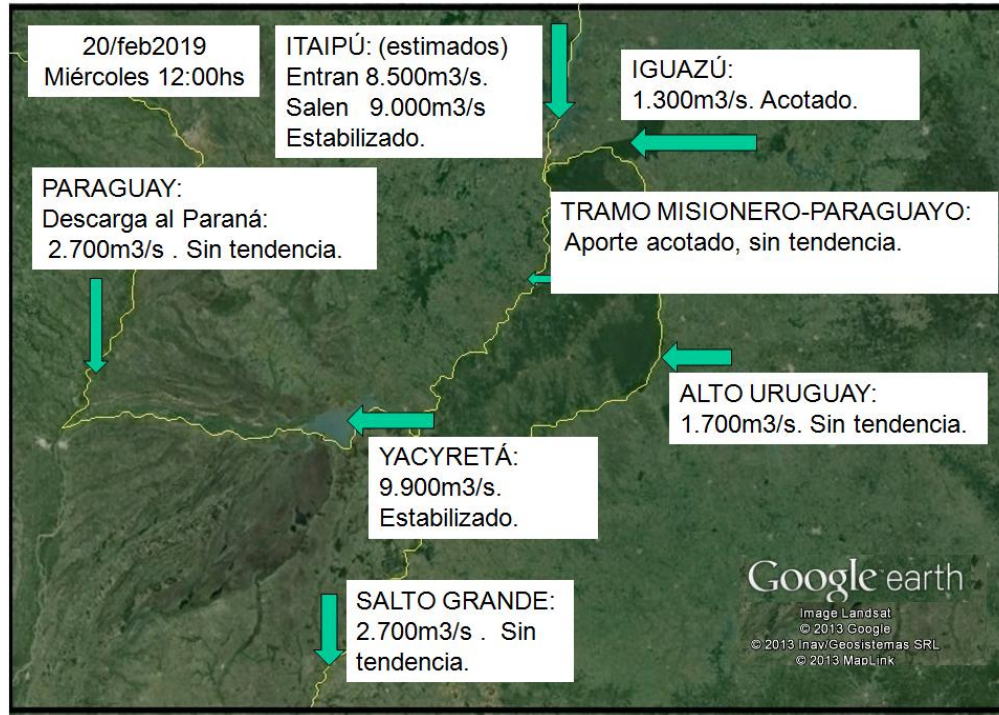 20/feb2019
Miércoles 12:00hs
ITAIPÚ: (estimados)
Entran 8.500m3/s.
Salen 9.000m3/s
Estabilizado.
IGUAZÚ:
1.300m3/s. Acotado.
PARAGUAY:
Descarga al Paraná:
2.700m3/s . Sin tendencia.
TRAMO MISIONERO-PARAGUAYO:
Aporte acotado, sin tendencia.
ALTO URUGUAY:
1.700m3/s. Sin tendencia.
YACYRETÁ:
9.900m3/s.
Estabilizado.
SALTO GRANDE:
2.700m3/s . Sin
tendencia.
Google earth
Image Landsat
© 2013 Google
© 2013 Inav/Geosistemas SRL
© 2013 MapLink